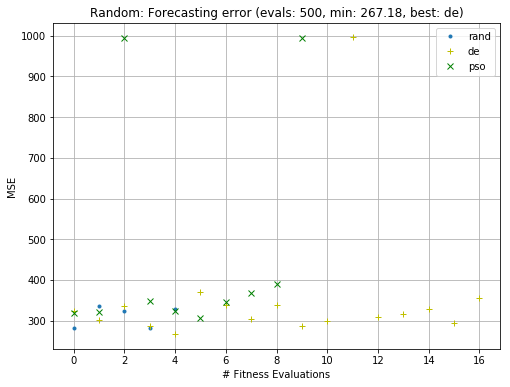 Random: Forecasting error (evals: 500, min: 267.18, best: de)
rand
de
pso
1000
900
800
700
600
500
400
300
MSE
0 2 4 6 8 10 12 14 16
# Fitness Evaluations